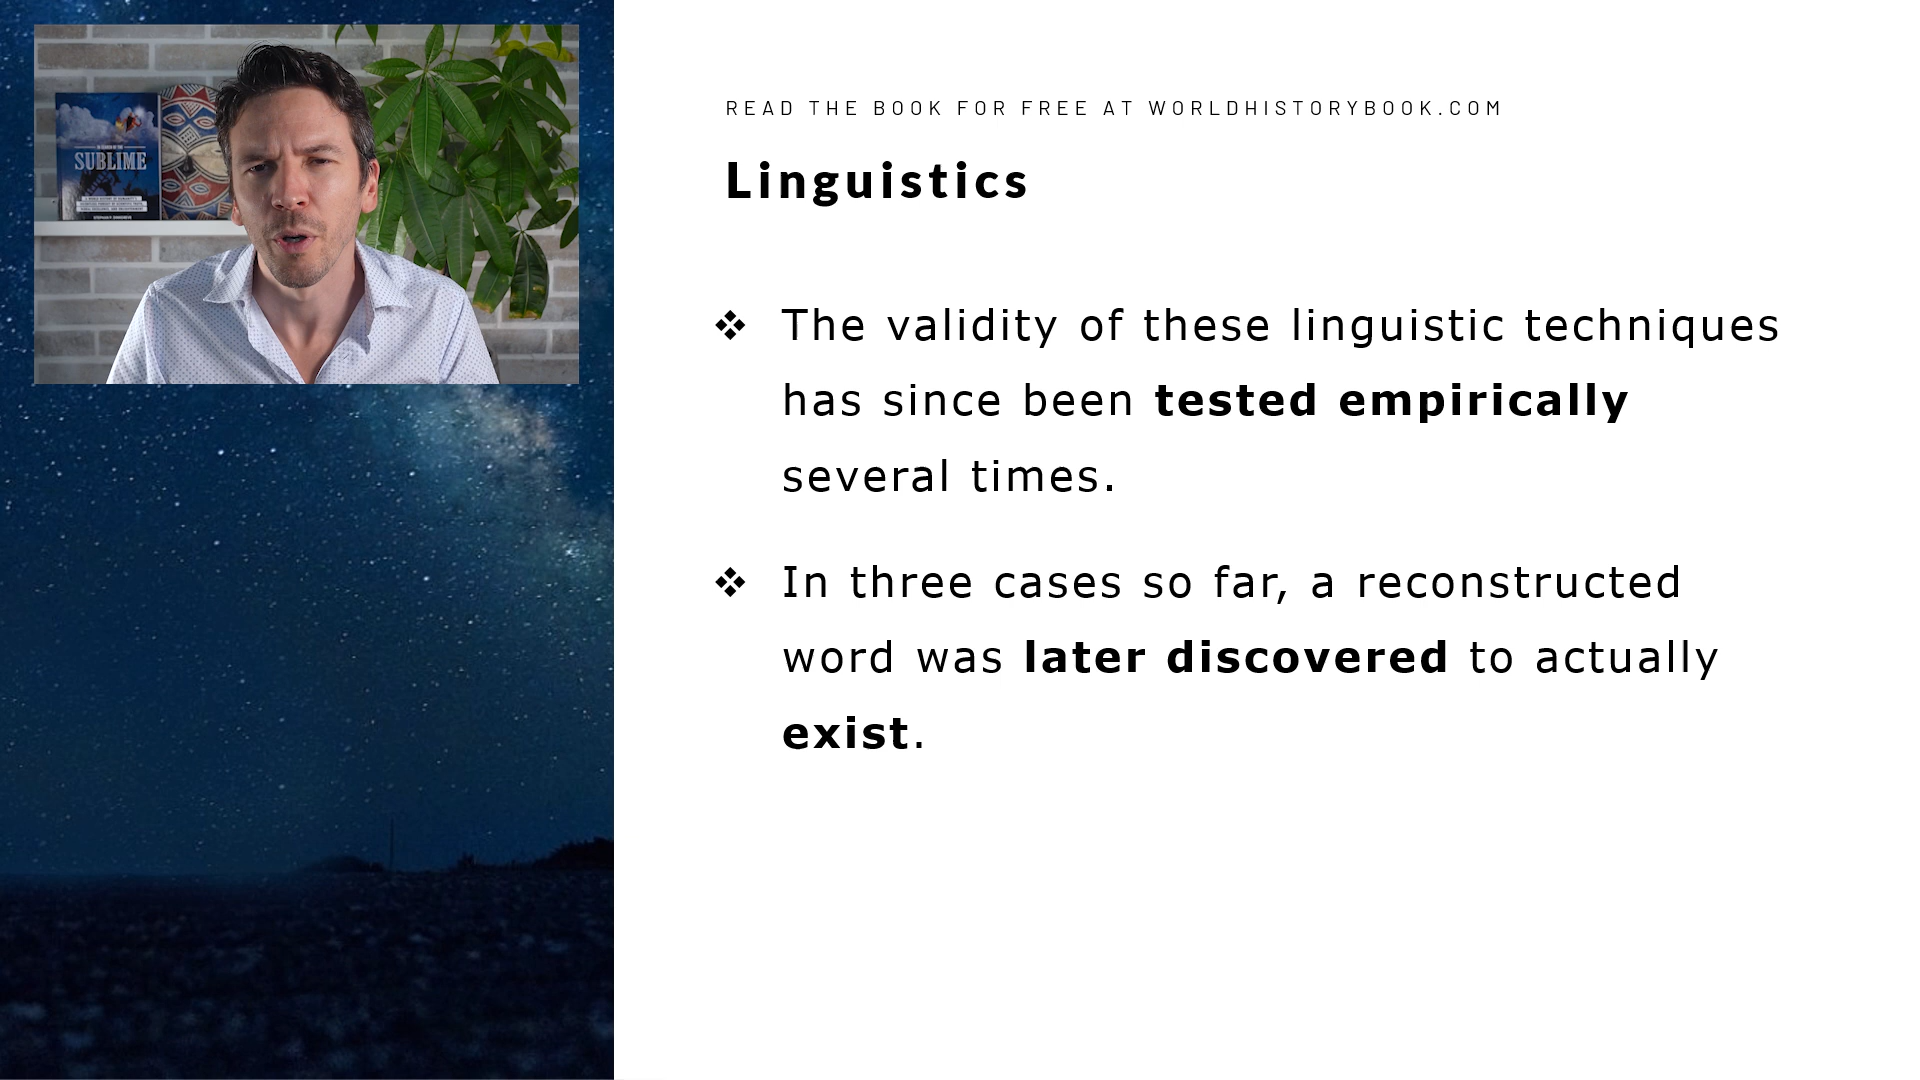 SUBLIME
READ THE BOOK FOR FREE AT WORLDHISTORYBOOK.COM
Linguistics
❖ The validity of these linguistic techniques
has since been tested empirically
several times.
❖ In three cases so far, a reconstructed
word was later discovered to actually
exist.